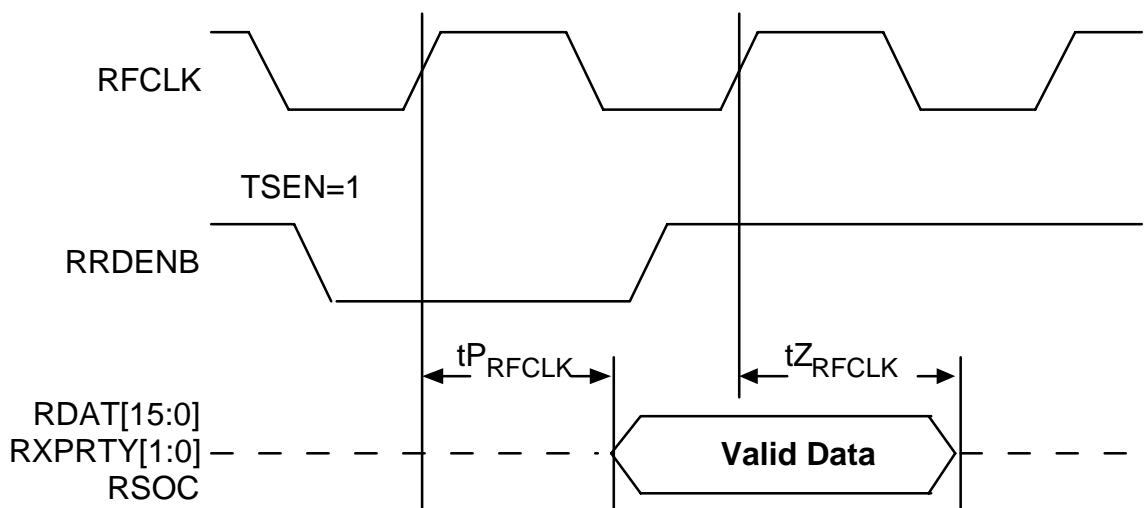 RFCLK
TSEN=1
RRDENB
tPRFCLK
tZRFCLK
RDAT[15:0]
RXPRTY[1:0]
RSOC
Valid Data